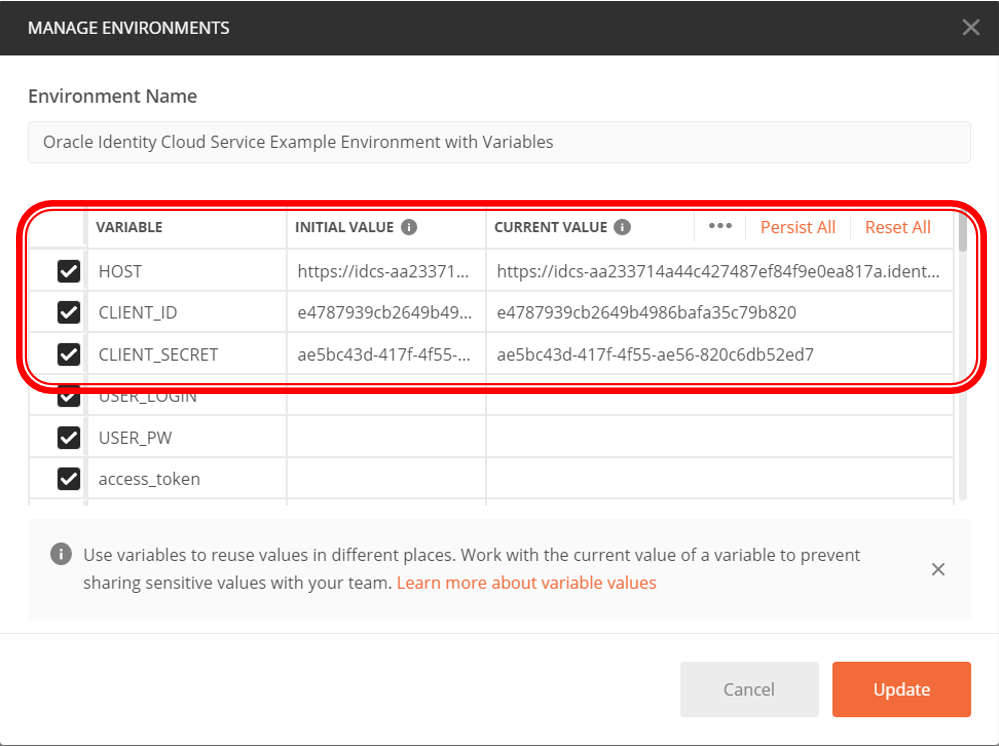 MANAGE ENVIRONMENTS
Environment Name
Oracle Identity Cloud Service Example Environment with Variables
VARIABLE INITIAL VALUE CURRENT VALUE ••• Persist All Reset All
HOST https://idcs-aa23371... https://idcs-aa233714a44c427487ef84f9e0ea817a.ident...
CLIENT_ID e4787939cb2649b49... e4787939cb2649b4986bafa35c79b820
CLIENT_SECRET ae5bc43d-417f-4f55-... ae5bc43d-417f-4f55-ae56-820c6db52ed7
USER_LOGIN
USER_PW
access_token
Use variables to reuse values in different places. Work with the current value of a variable to prevent
sharing sensitive values with your team. Learn more about variable values
Cancel Update